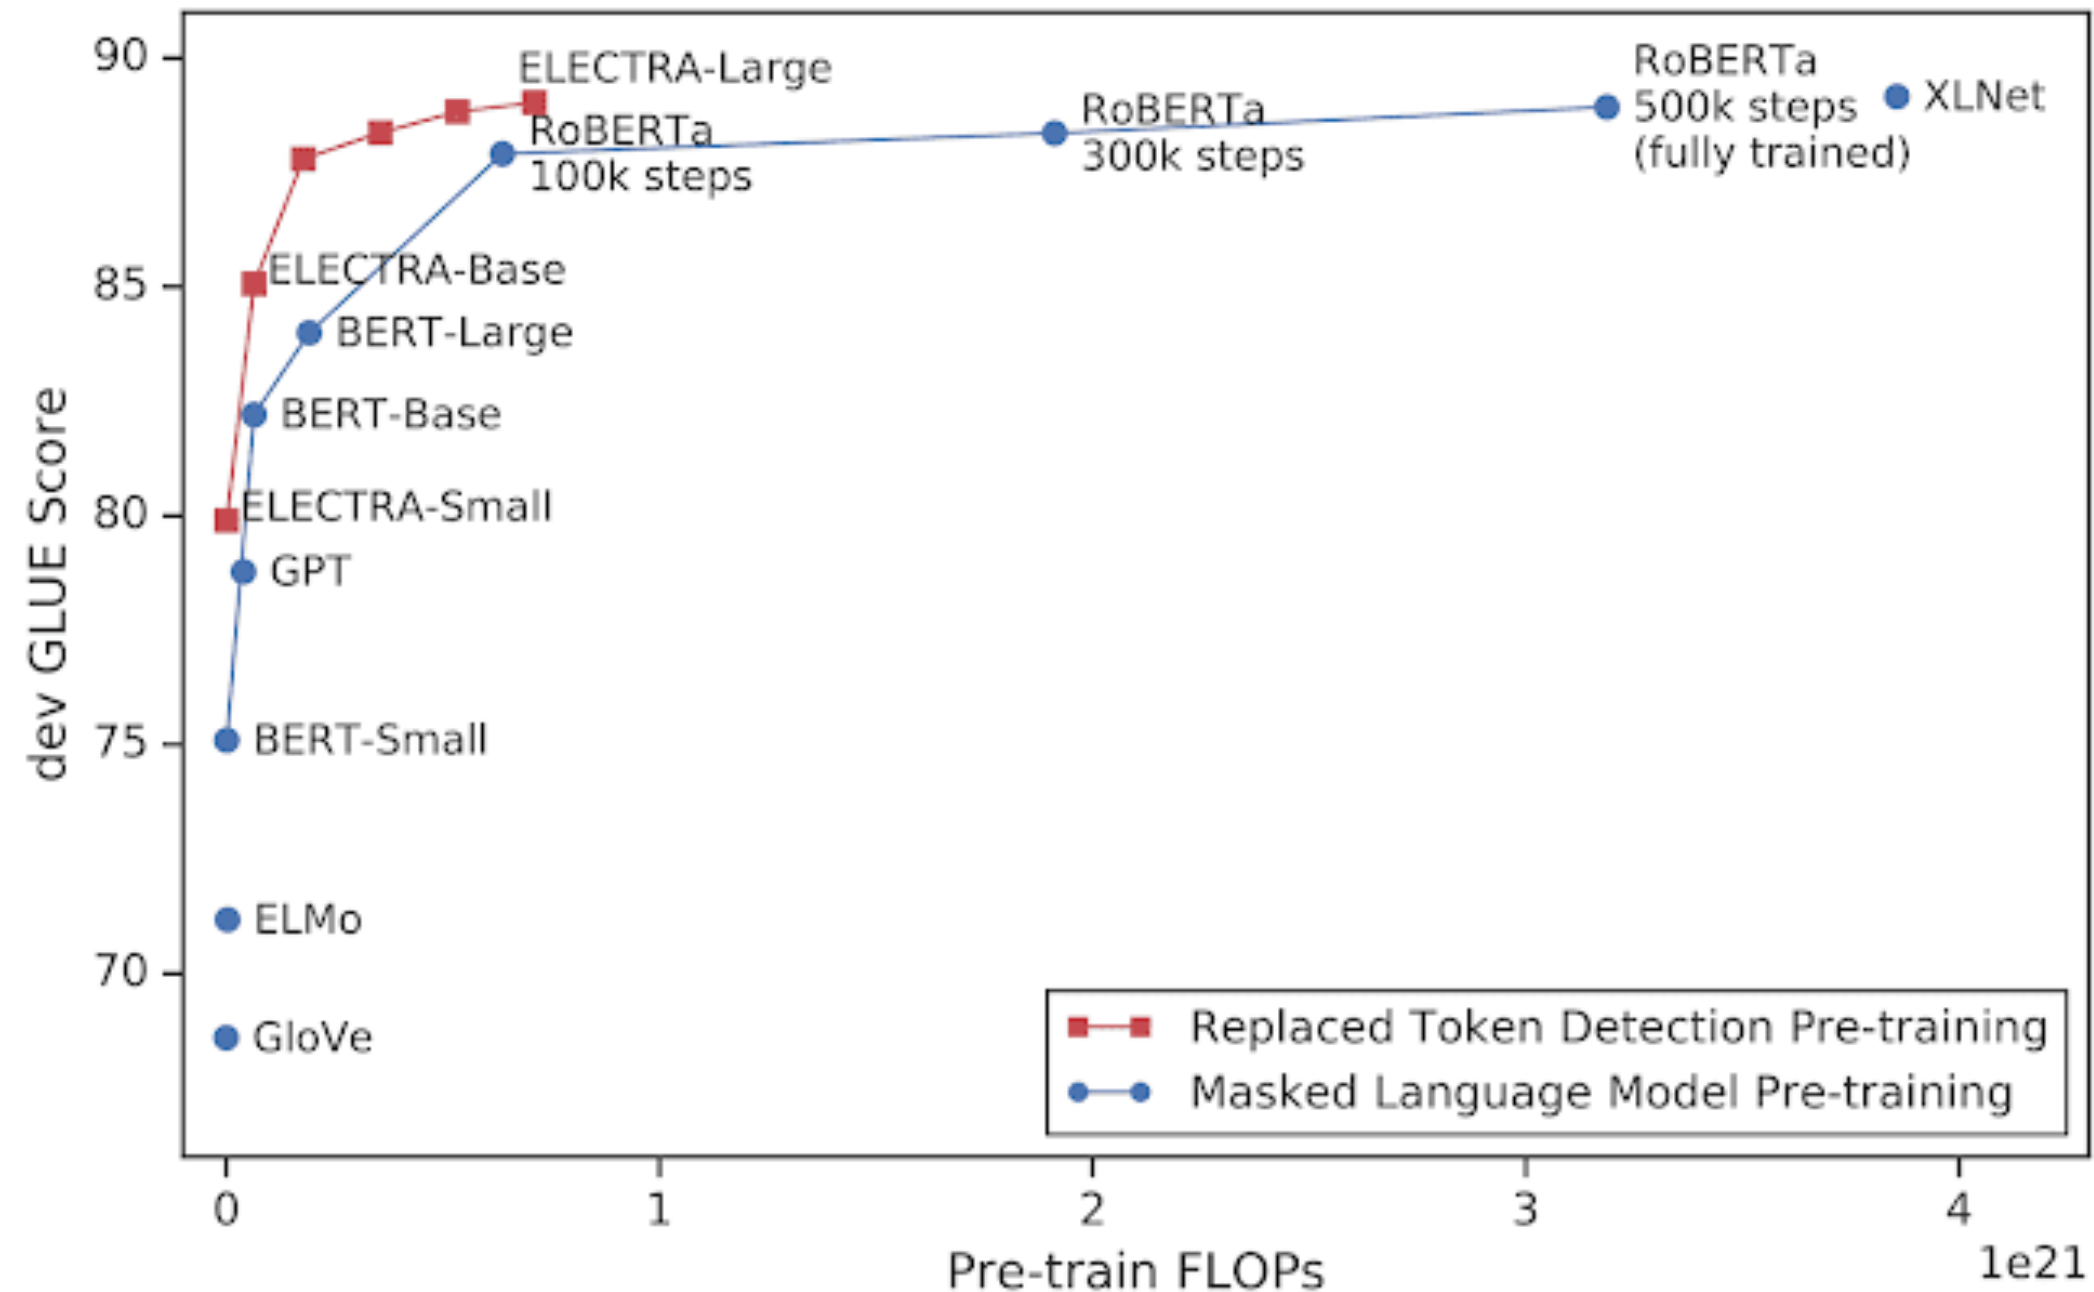 90
85
80
75
70
dev GLUE Score
ELECTRA-Large
RoBERTa
100k steps
RoBERTa
300k steps
RoBERTa
500k steps
(fully trained)
XLNet
ELECTRA-Base
BERT-Large
BERT-Base
ELECTRA-Small
GPT
BERT-Small
ELMo
GloVe
Replaced Token Detection Pre-training
Masked Language Model Pre-training
0 1 2 3 4
1e21
Pre-train FLOPs